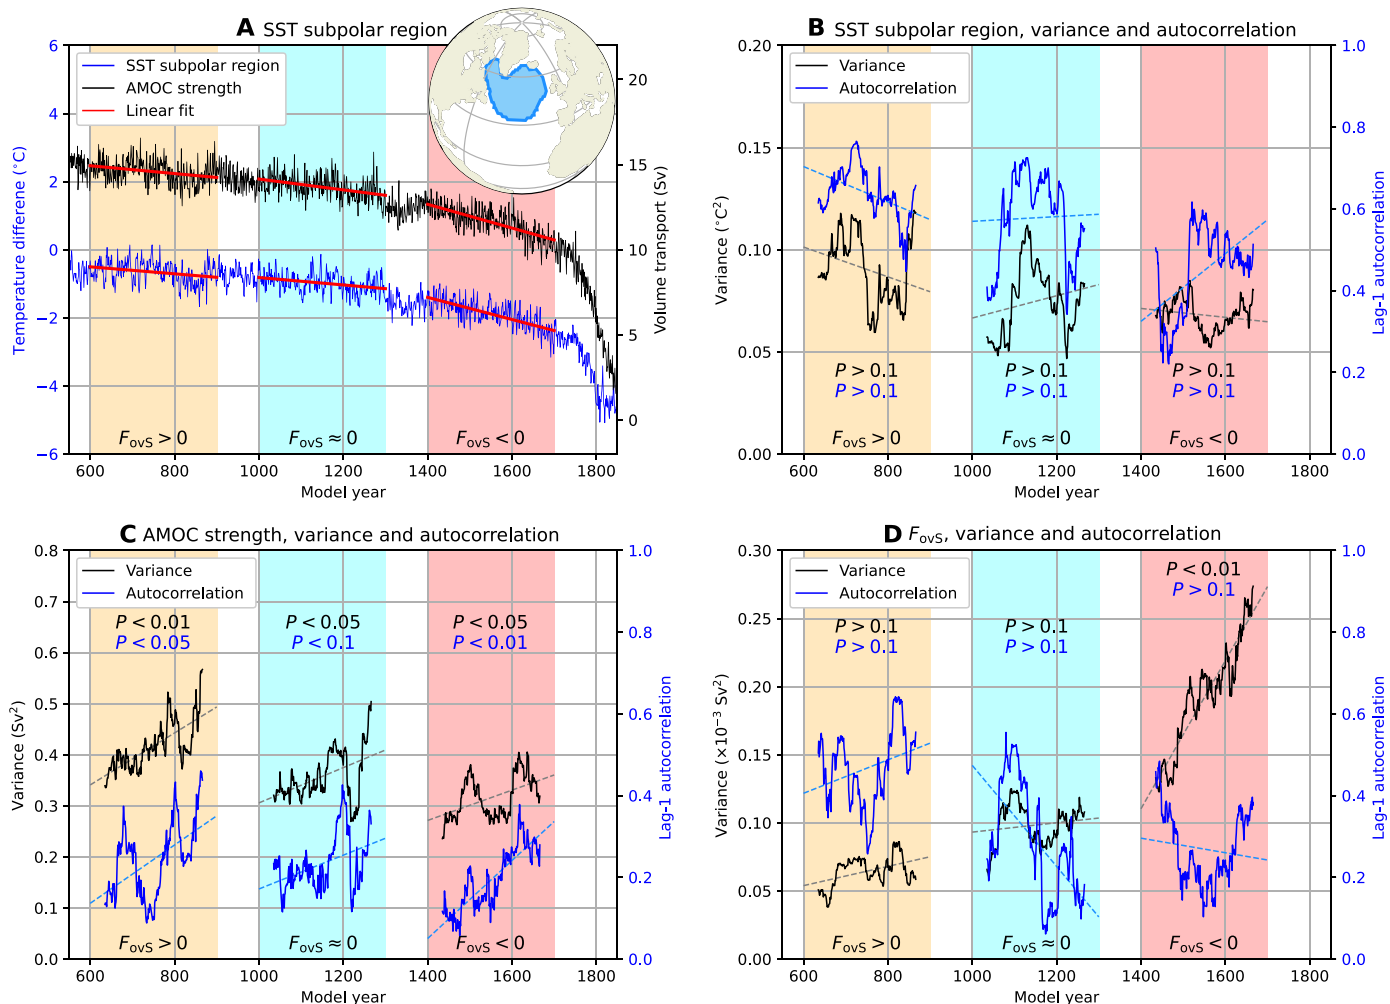 A SST subpolar region
SST subpolar region
AMOC strength
Linear fit
Temperature differene (°C)
6
4
2
0
−2
−4
−6
Volume transport (Sv)
20
15
10
5
0
F_ovS > 0
F_ovS ≈ 0
F_ovS < 0
600 800 1000 1200 1400 1600 1800
Model year
B SST subpolar region, variance and autocorrelation
Variance
Autocorrelation
Variance (°C²)
0.20
0.15
0.10
0.05
0.00
Lag-1 autocorrelation
1.0
0.8
0.6
0.4
0.2
0.0
P > 0.1
P > 0.1
P > 0.1
P > 0.1
P > 0.1
P > 0.1
F_ovS > 0
F_ovS ≈ 0
F_ovS < 0
600 800 1000 1200 1400 1600 1800
Model year
C AMOC strength, variance and autocorrelation
Variance
Autocorrelation
Variance (Sv²)
0.8
0.7
0.6
0.5
0.4
0.3
0.2
0.1
0.0
Lag-1 autocorrelation
1.0
0.8
0.6
0.4
0.2
0.0
P < 0.01
P < 0.05
P < 0.05
P < 0.1
P < 0.05
P < 0.01
F_ovS > 0
F_ovS ≈ 0
F_ovS < 0
600 800 1000 1200 1400 1600 1800
Model year
D F_ovS, variance and autocorrelation
Variance
Autocorrelation
Variance (x10⁻³ Sv²)
0.30
0.25
0.20
0.15
0.10
0.05
0.00
Lag-1 autocorrelation
1.0
0.8
0.6
0.4
0.2
0.0
P > 0.1
P > 0.1
P > 0.1
P > 0.1
P < 0.01
P > 0.1
F_ovS > 0
F_ovS ≈ 0
F_ovS < 0
600 800 1000 1200 1400 1600 1800
Model year